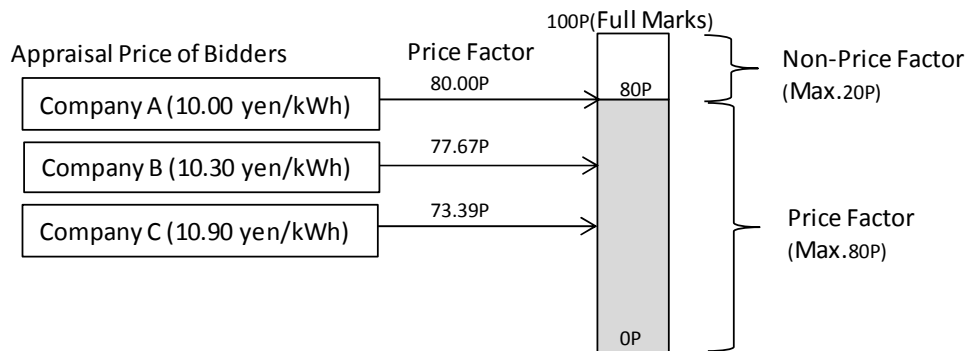 100P(Full Marks)
Appraisal Price of Bidders
Price Factor
Non-Price Factor
(Max.20P)
Company A (10.00 yen/kWh)
80.00P
80P
Company B (10.30 yen/kWh)
77.67P
Company C (10.90 yen/kWh)
73.39P
Price Factor
(Max.80P)
0P